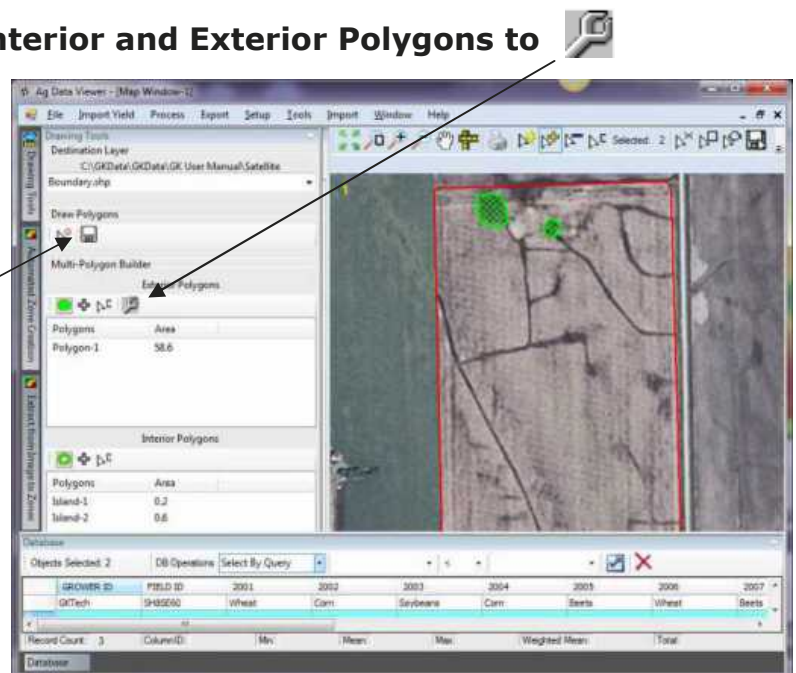 nterior and Exterior Polygons to
Ag Data Viewer - [Map Window-1]
File Import Yield Process Export Setup Tools Import Window Help
Drawing Tools
Destination Layer
C:\GKData\GKData\GK User Manual\Satellite
Boundary.shp
Draw Polygons
Multi-Polygon Builder
Exterior Polygons
Polygons Area
Polygon-1 58.6
Interior Polygons
Polygons Area
Island-1 0.2
Island-2 0.6
Drawing Tools
Automated Zone Creation
Extract from Image to Zones
Selected: 2
1
Database
Objects Selected: 2 DB Operations Select By Query <
GROWER ID FIELD ID 2001 2002 2003 2004 2005 2006 2007
GKTech Wheat Corn Soybeans Corn Beets Wheat Beets
Record Count: 3 ColumnID: Min: Mean: Max: Weighted Mean: Total:
Database